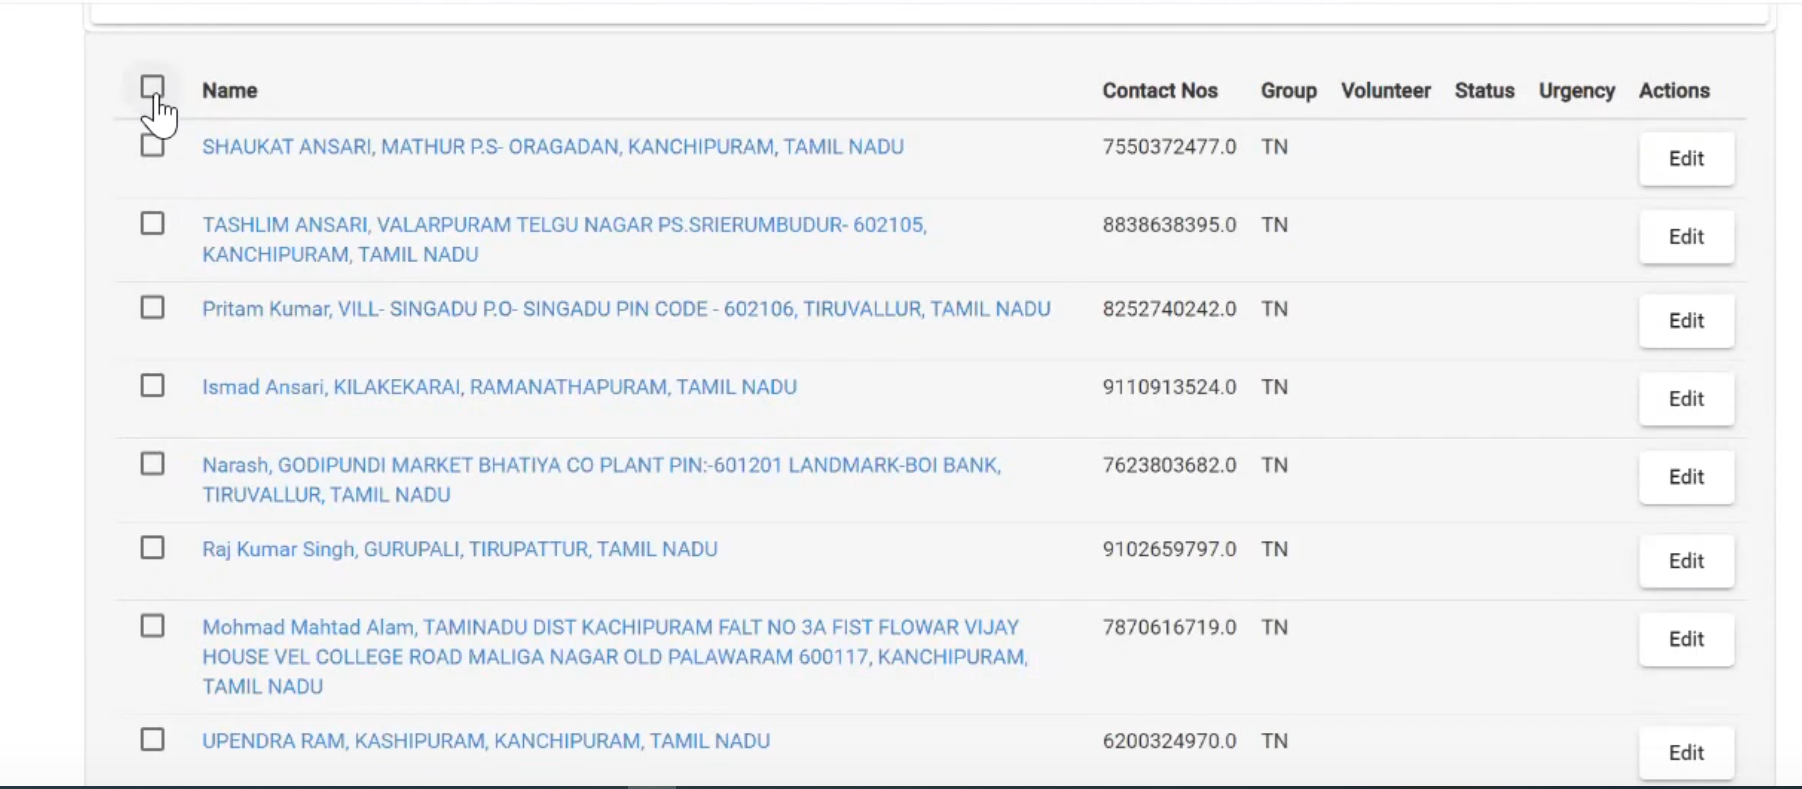 Name Contact Nos Group Volunteer Status Urgency Actions
SHAUKAT ANSARI, MATHUR P.S- ORAGADAN, KANCHIPURAM, TAMIL NADU 7550372477.0 TN Edit
TASHLIM ANSARI, VALARPURAM TELGU NAGAR PS.SRIERUMBUDUR- 602105, 8838638395.0 TN Edit
KANCHIPURAM, TAMIL NADU
Pritam Kumar, VILL- SINGADU P.O- SINGADU PIN CODE - 602106, TIRUVALLUR, TAMIL NADU 8252740242.0 TN Edit
Ismad Ansari, KILAKEKARAI, RAMANATHAPURAM, TAMIL NADU 9110913524.0 TN Edit
Narash, GODIPUNDI MARKET BHATIYA CO PLANT PIN:-601201 LANDMARK-BOI BANK, 7623803682.0 TN Edit
TIRUVALLUR, TAMIL NADU
Raj Kumar Singh, GURUPALI, TIRUPATTUR, TAMIL NADU 9102659797.0 TN Edit
Mohmad Mahtad Alam, TAMINADU DIST KACHIPURAM FALT NO 3A FIST FLOWAR VIJAY 7870616719.0 TN Edit
HOUSE VEL COLLEGE ROAD MALIGA NAGAR OLD PALAWARAM 600117, KANCHIPURAM,
TAMIL NADU
UPENDRA RAM, KASHIPURAM, KANCHIPURAM, TAMIL NADU 6200324970.0 TN Edit